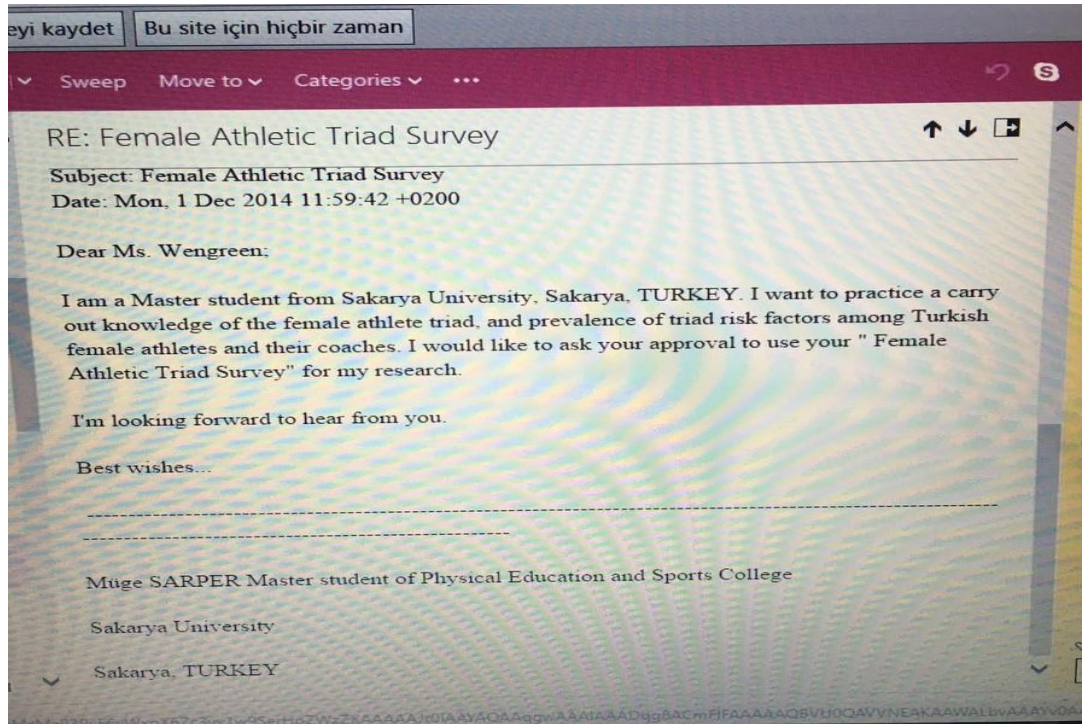 eyi kaydet Bu site için hiçbir zaman
Sweep Move to Categories
RE: Female Athletic Triad Survey
Subject: Female Athletic Triad Survey
Date: Mon, 1 Dec 2014 11:59:42 +0200
Dear Ms. Wengreen;
I am a Master student from Sakarya University, Sakarya, TURKEY. I want to practice a carry
out knowledge of the female athlete triad, and prevalence of triad risk factors among Turkish
female athletes and their coaches. I would like to ask your approval to use your " Female
Athletic Triad Survey" for my research.
I'm looking forward to hear from you.
Best wishes...
Müge SARPER Master student of Physical Education and Sports College
Sakarya University
Sakarya, TURKEY